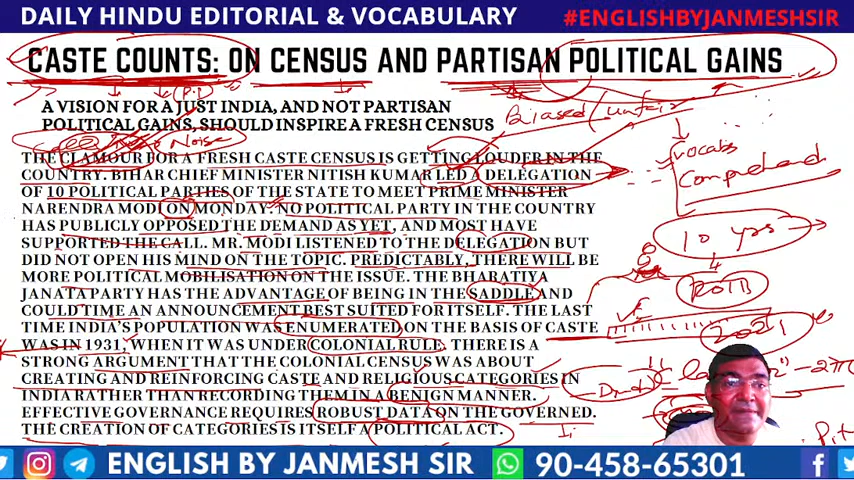 DAILY HINDU EDITORIAL & VOCABULARY
#ENGLISHBYJANMESHSIR
CASTE COUNTS: ON CENSUS AND PARTISAN POLITICAL GAINS
A VISION FOR A JUST INDIA, AND NOT PARTISAN
POLITICAL GAINS, SHOULD INSPIRE A FRESH CENSUS
Biased/unfair
Noise
THE CLAMOUR FOR A FRESH CASTE CENSUS IS GETTING LOUDER IN THE
COUNTRY. BIHAR CHIEF MINISTER NITISH KUMAR LED A DELEGATION
OF 10 POLITICAL PARTIES OF THE STATE TO MEET PRIME MINISTER
NARENDRA MODI ON MONDAY. NO POLITICAL PARTY IN THE COUNTRY
HAS PUBLICLY OPPOSED THE DEMAND AS YET, AND MOST HAVE
SUPPORTED THE CALL. MR. MODI LISTENED TO THE DELEGATION BUT
DID NOT OPEN HIS MIND ON THE TOPIC. PREDICTABLY, THERE WILL BE
MORE POLITICAL MOBILISATION ON THE ISSUE. THE BHARATIYA
JANATA PARTY HAS THE ADVANTAGE OF BEING IN THE SADDLE AND
COULD TIME AN ANNOUNCEMENT BEST SUITED FOR ITSELF. THE LAST
TIME INDIA'S POPULATION WAS ENUMERATED ON THE BASIS OF CASTE
WAS IN 1931, WHEN IT WAS UNDER COLONIAL RULE. THERE IS A
STRONG ARGUMENT THAT THE COLONIAL CENSUS WAS ABOUT
CREATING AND REINFORCING CASTE AND RELIGIOUS CATEGORIES IN
INDIA RATHER THAN RECORDING THEM IN A BENIGN MANNER.
EFFECTIVE GOVERNANCE REQUIRES ROBUST DATA ON THE GOVERNED.
THE CREATION OF CATEGORIES IS ITSELF A POLITICAL ACT.
vocabs
Comprehend
10 yrs
2021
ENGLISH BY JANMESH SIR
90-458-65301